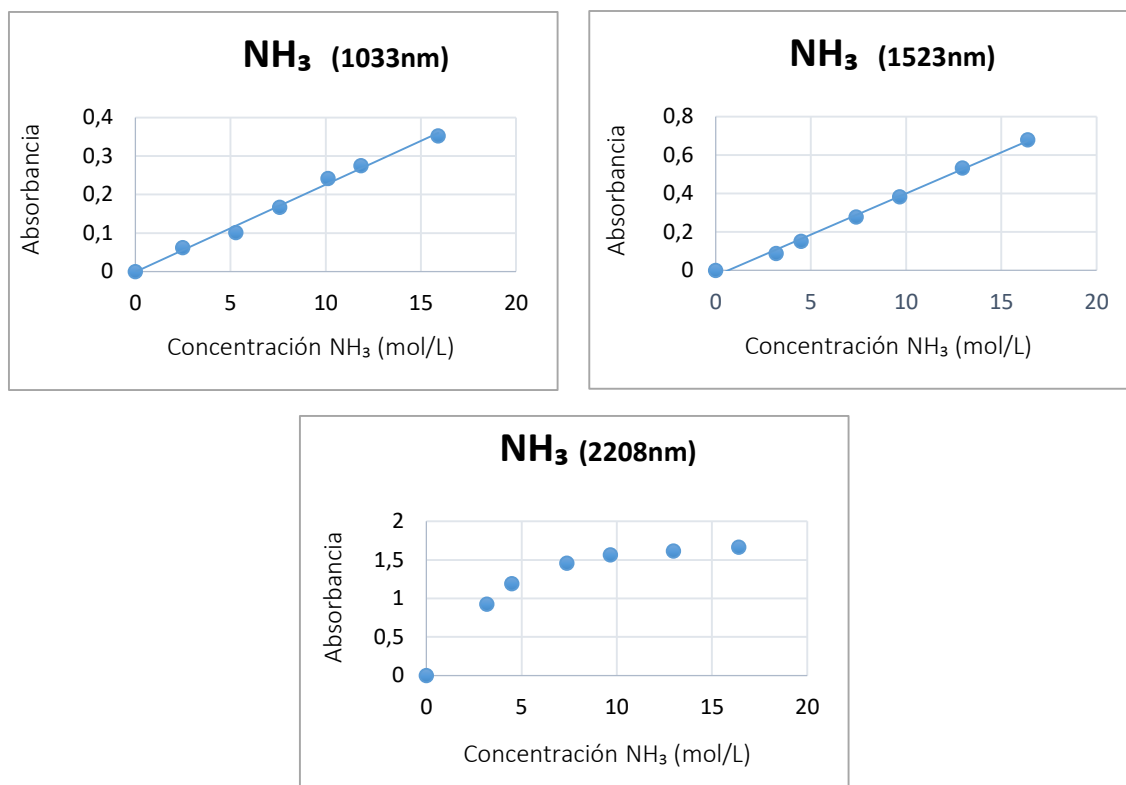 NH₃ (1033nm)
Absorbancia
0,4
0,3
0,2
0,1
0
0 5 10 15 20
Concentración NH₃ (mol/L)
NH₃ (1523nm)
Absorbancia
0,8
0,6
0,4
0,2
0
0 5 10 15 20
Concentración NH₃ (mol/L)
NH₃ (2208nm)
Absorbancia
2
1,5
1
0,5
0
0 5 10 15 20
Concentración NH₃ (mol/L)